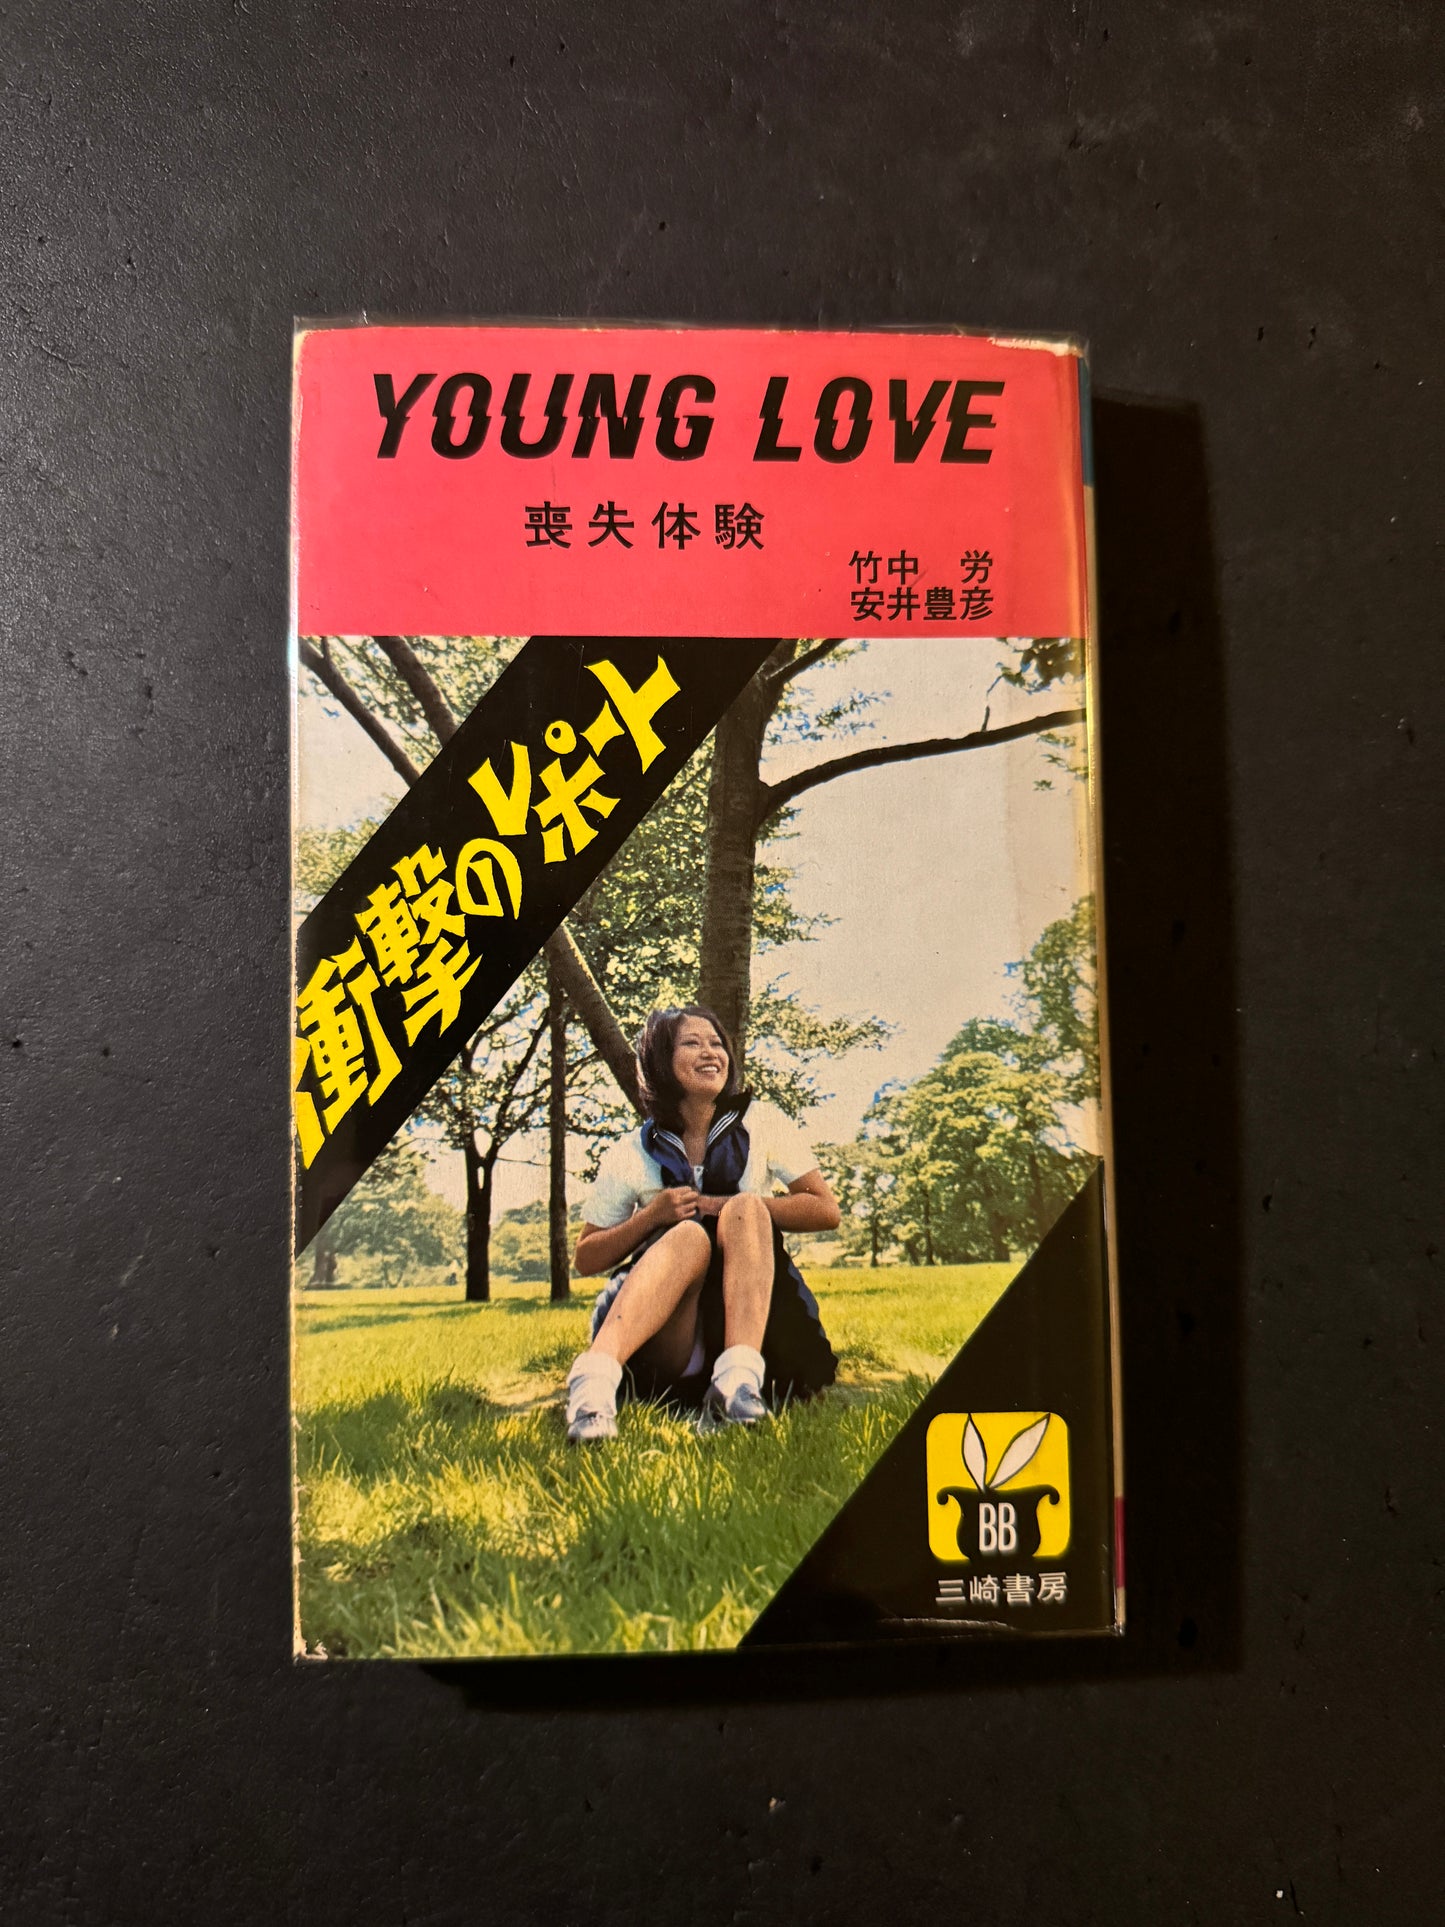 YOUNG LOVE
喪失体験
竹中 労
安井豊彦
衝撃のレポート
BB
三崎書房